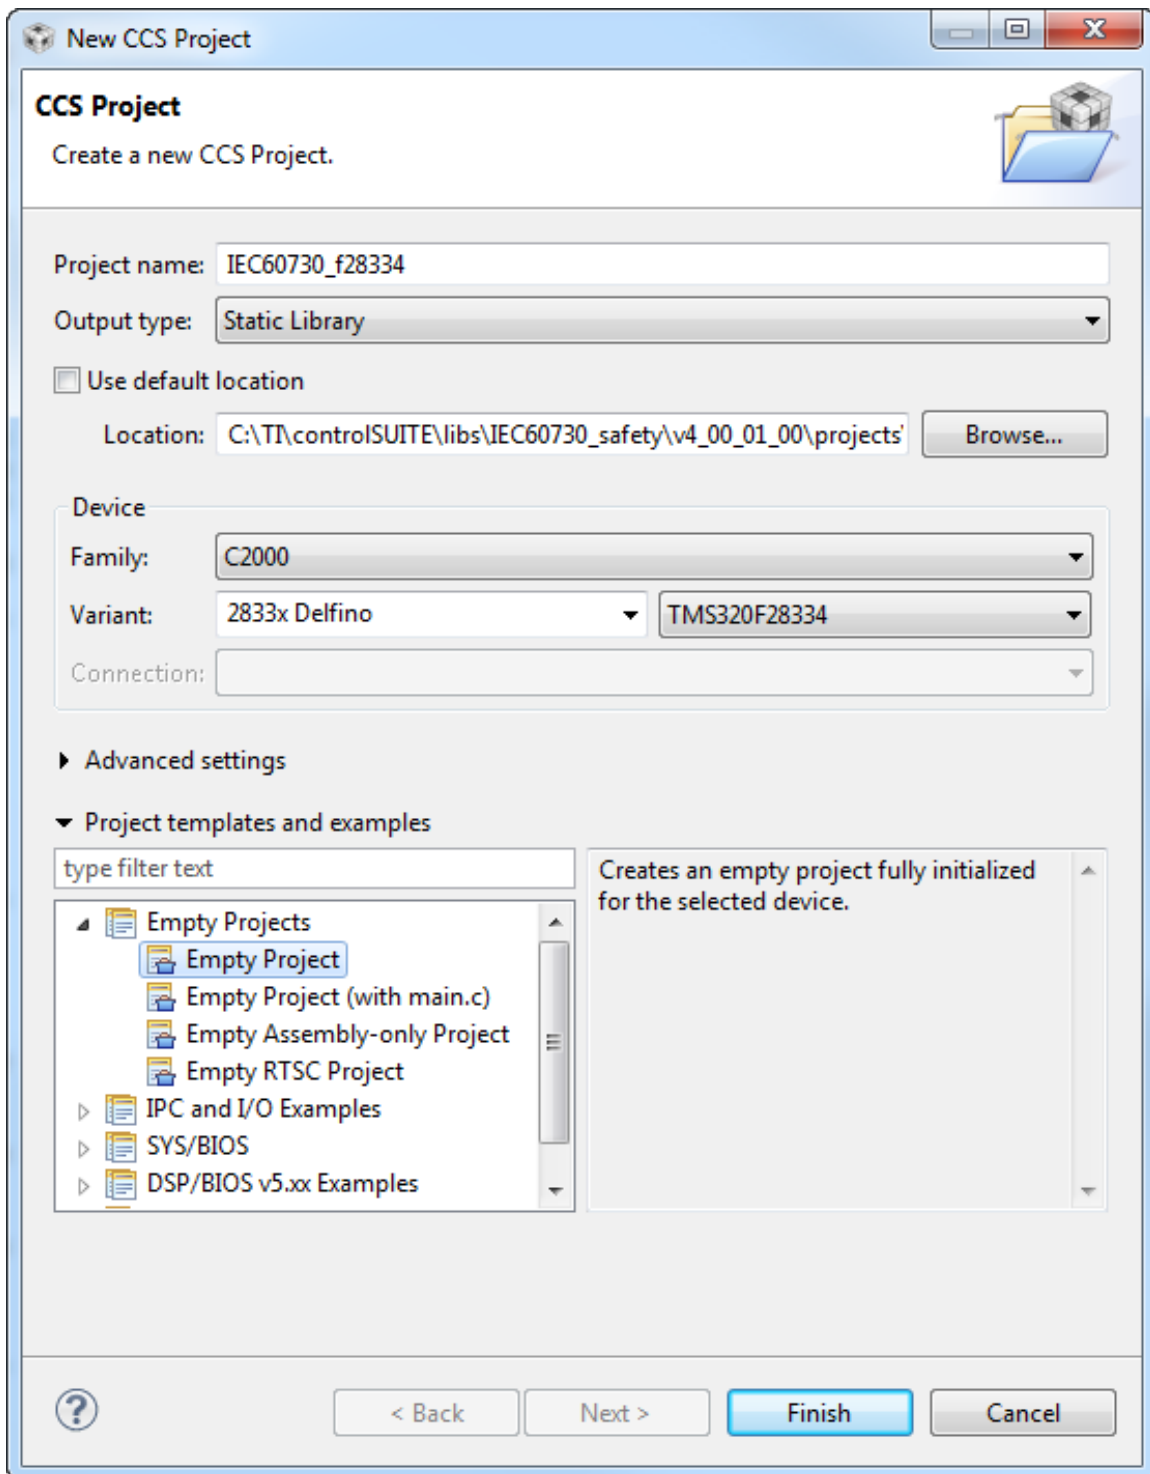 New CCS Project
CCS Project
Create a new CCS Project.
Project name: IEC60730_f28334
Output type: Static Library
Use default location
Location: C:\TI\controlSUITE\libs\IEC60730_safety\v4_00_01_00\projects\ Browse...
Device
Family: C2000
Variant: 2833x Delfino TMS320F28334
Connection:
Advanced settings
Project templates and examples
type filter text
Creates an empty project fully initialized
for the selected device.
Empty Projects
Empty Project
Empty Project (with main.c)
Empty Assembly-only Project
Empty RTSC Project
IPC and I/O Examples
SYS/BIOS
DSP/BIOS v5.xx Examples
? < Back Next > Finish Cancel